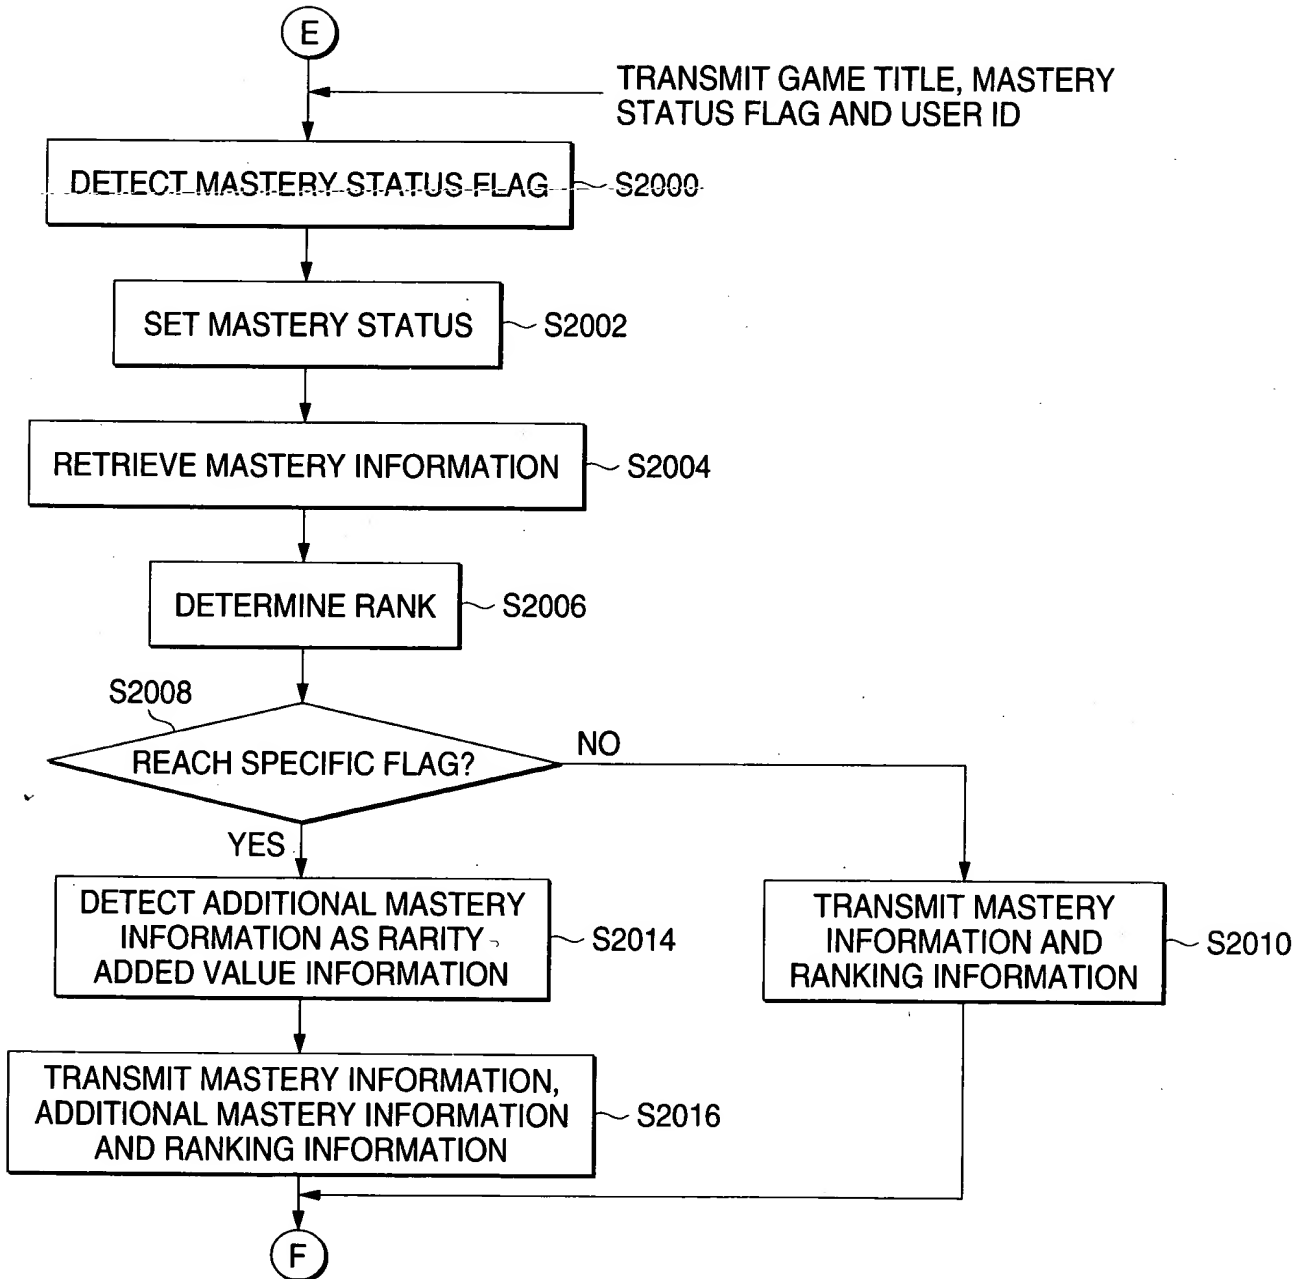 E
TRANSMIT GAME TITLE, MASTERY
STATUS FLAG AND USER ID
DETECT MASTERY STATUS FLAG
S2000
SET MASTERY STATUS
S2002
RETRIEVE MASTERY INFORMATION
S2004
DETERMINE RANK
S2006
S2008
REACH SPECIFIC FLAG?
NO
YES
DETECT ADDITIONAL MASTERY
INFORMATION AS RARITY
ADDED VALUE INFORMATION
S2014
TRANSMIT MASTERY
INFORMATION AND
RANKING INFORMATION
S2010
TRANSMIT MASTERY INFORMATION,
ADDITIONAL MASTERY INFORMATION
AND RANKING INFORMATION
S2016
F